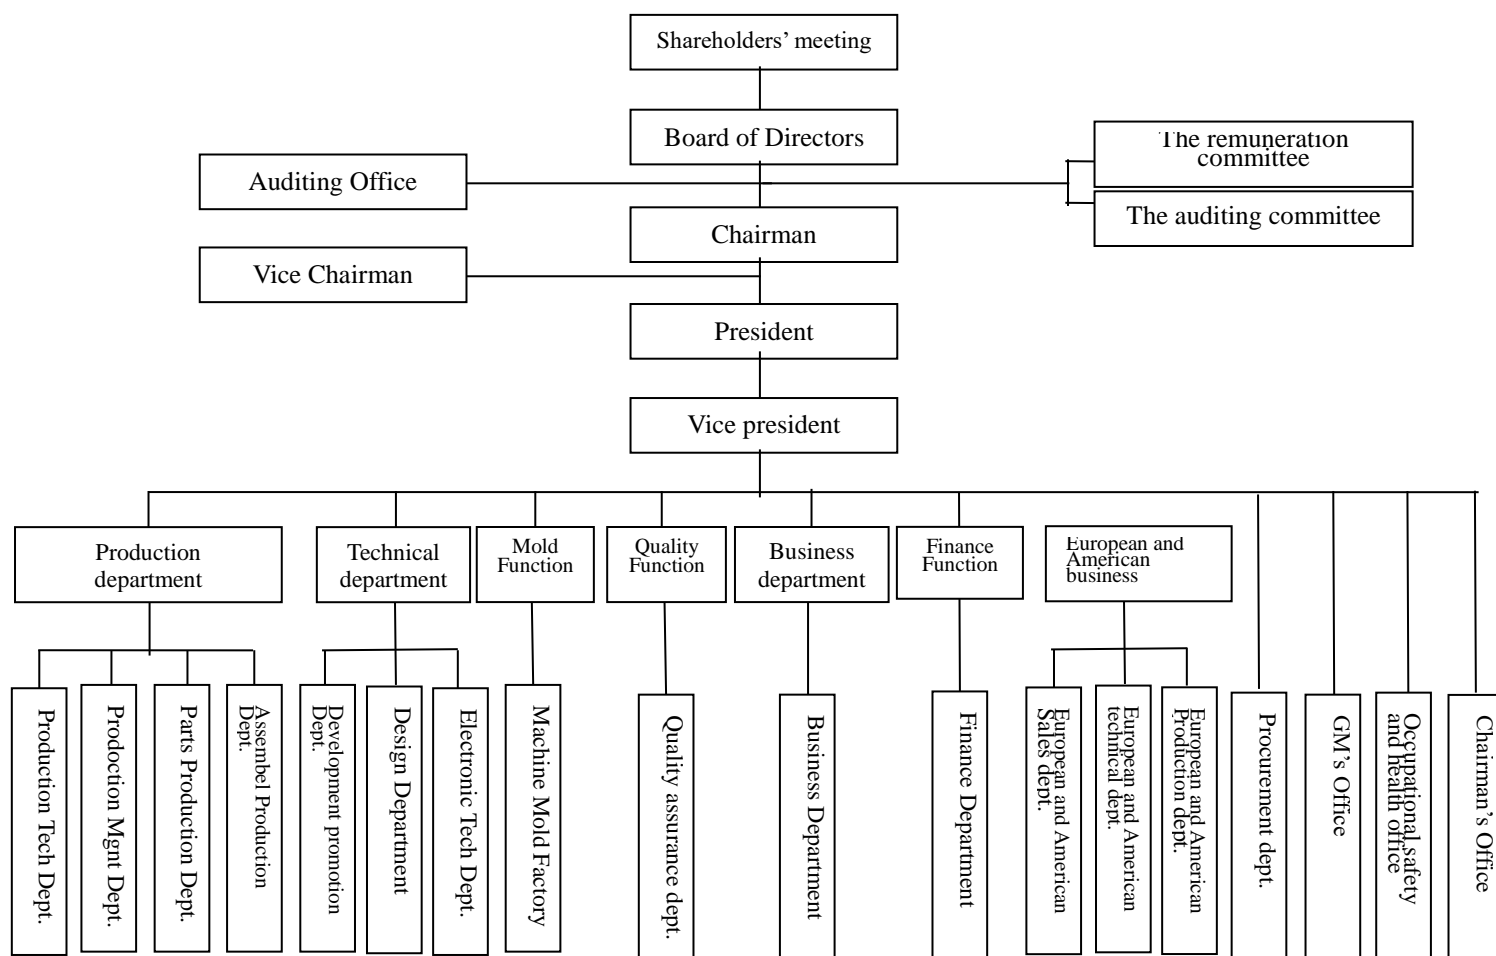 Shareholders’ meeting
Board of Directors
The remuneration
committee
Auditing Office
The auditing committee
Chairman
Vice Chairman
President
Vice president
Production
department
Technical
department
Mold
Function
Quality
Function
Business
department
Finance
Function
European and
American
business
Production Tech Dept.
Prodoction Mgnt Dept.
Parts Production Dept.
Assembel Production
Dept.
Development promotion
Dept.
Design Department
Electronic Tech Dept.
Machine Mold Factory
Quality assurance dept.
Business Department
Finance Department
European and American
Sales dept.
European and American
technical dept.
European and American
Production dept.
Procurement dept.
GM’s Office
Occupational safety
and health office
Chairman’s Office